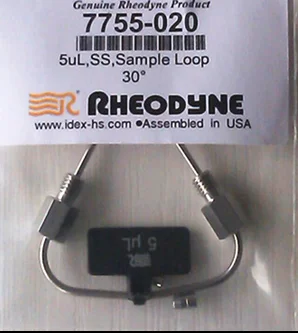 Genuine Rheodyne Product
7755-020
5uL,SS,Sample Loop
30°
RHEODYNE
www.idex-hs.com ●Assembled in USA
5 µL